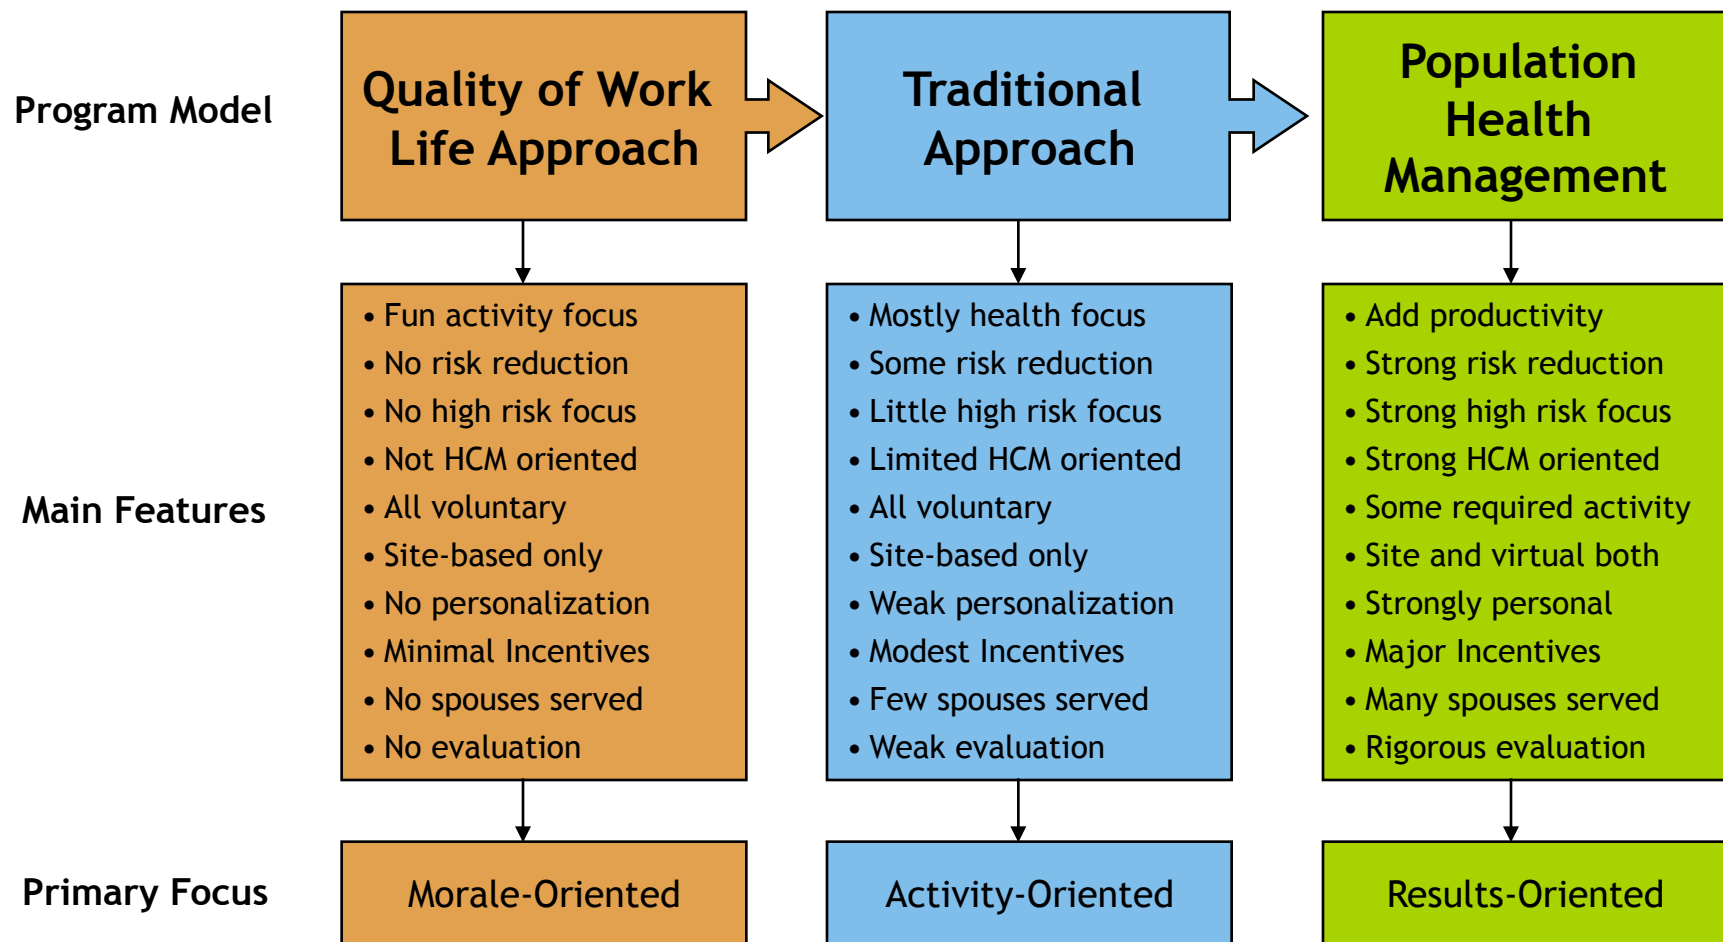 Program Model
Quality of Work
Life Approach
Traditional
Approach
Population
Health
Management
Main Features
• Fun activity focus
• No risk reduction
• No high risk focus
• Not HCM oriented
• All voluntary
• Site-based only
• No personalization
• Minimal Incentives
• No spouses served
• No evaluation
• Mostly health focus
• Some risk reduction
• Little high risk focus
• Limited HCM oriented
• All voluntary
• Site-based only
• Weak personalization
• Modest Incentives
• Few spouses served
• Weak evaluation
• Add productivity
• Strong risk reduction
• Strong high risk focus
• Strong HCM oriented
• Some required activity
• Site and virtual both
• Strongly personal
• Major Incentives
• Many spouses served
• Rigorous evaluation
Primary Focus
Morale-Oriented
Activity-Oriented
Results-Oriented